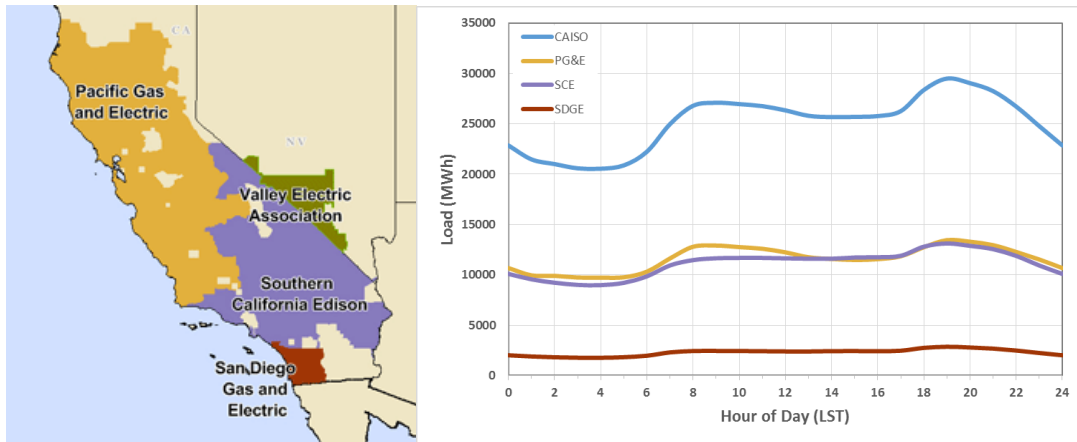 CA
NV
Pacific Gas
and Electric
Valley Electric
Association
Southern
California Edison
San Diego
Gas and
Electric
35000
30000
25000
20000
15000
10000
5000
0
Load (MWh)
CAISO
PG&E
SCE
SDGE
0 2 4 6 8 10 12 14 16 18 20 22 24
Hour of Day (LST)